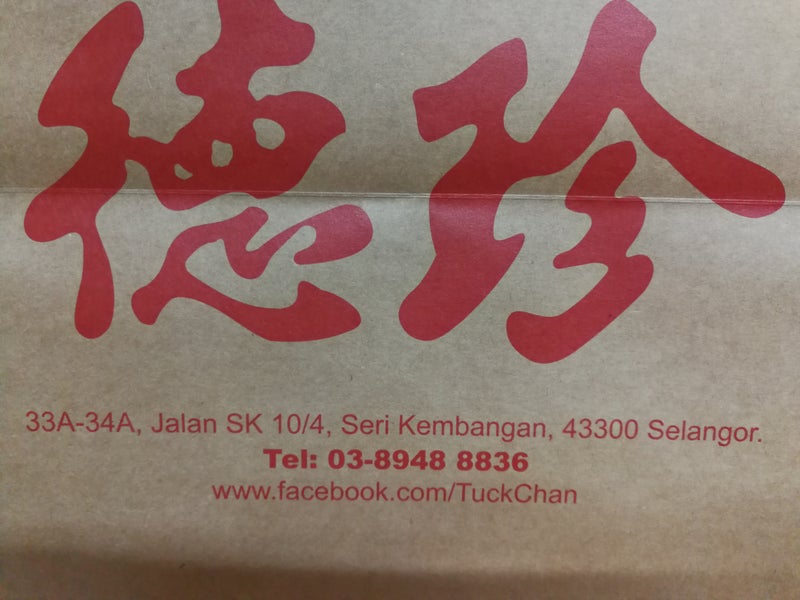 德珍
33A-34A, Jalan SK 10/4, Seri Kembangan, 43300 Selangor.
Tel: 03-8948 8836
www.facebook.com/TuckChan